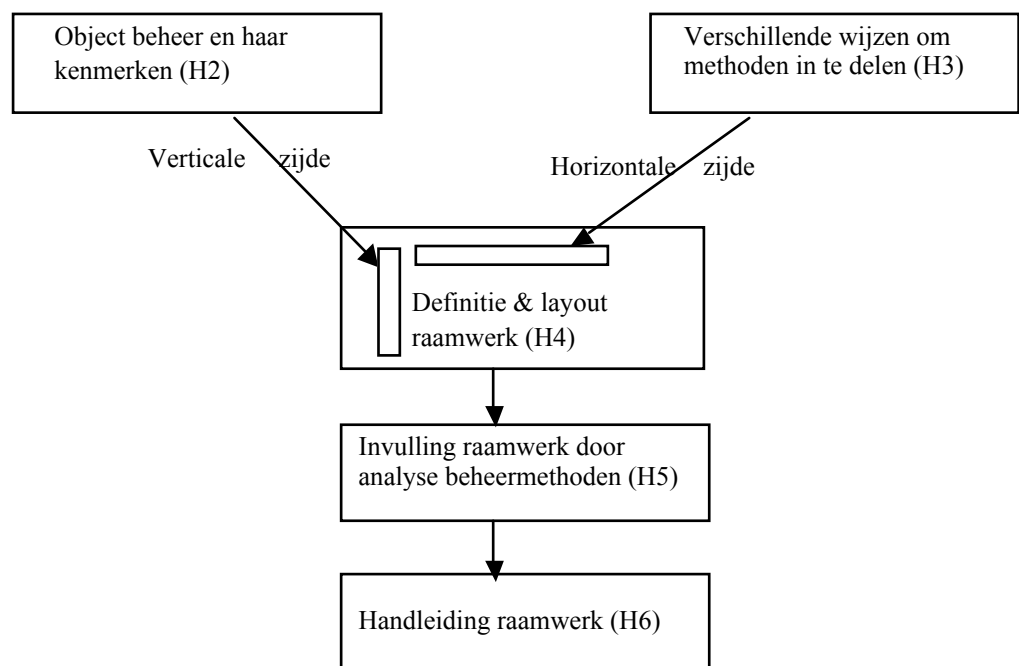 Object beheer en haar
kenmerken (H2)
Verschillende wijzen om
methoden in te delen (H3)
Verticale zijde
Horizontale zijde
Definitie & layout
raamwerk (H4)
Invulling raamwerk door
analyse beheermethoden (H5)
Handleiding raamwerk (H6)